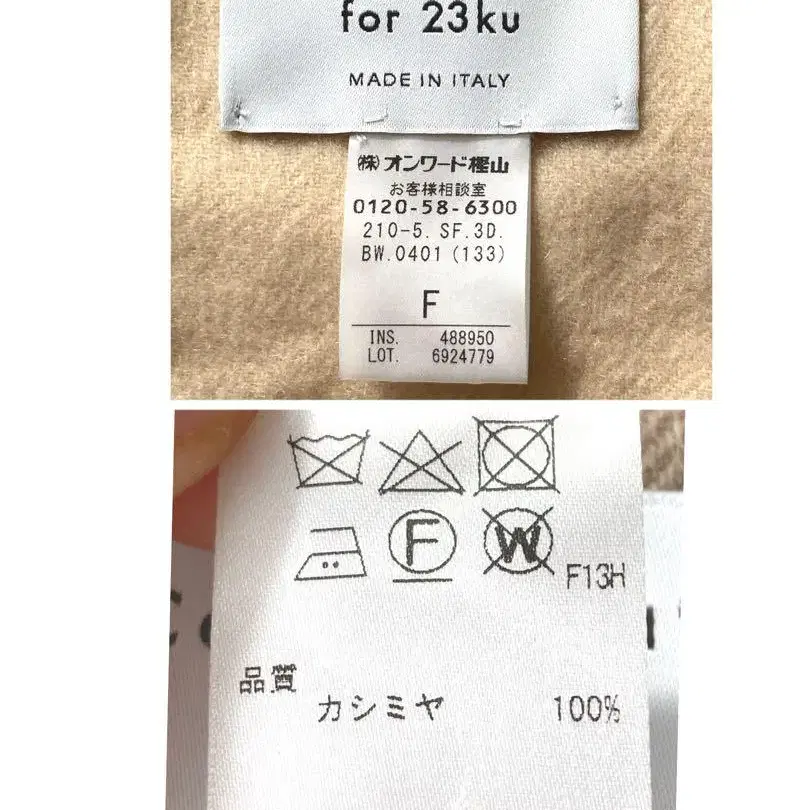 for 23ku
MADE IN ITALY
㈱オンワード樫山
お客様相談室
0120-58-6300
210-5. SF. 3D.
BW. 0401 (133)
F
INS. 488950
LOT. 6924779
F
W
F13H
品質
カシミヤ 100%